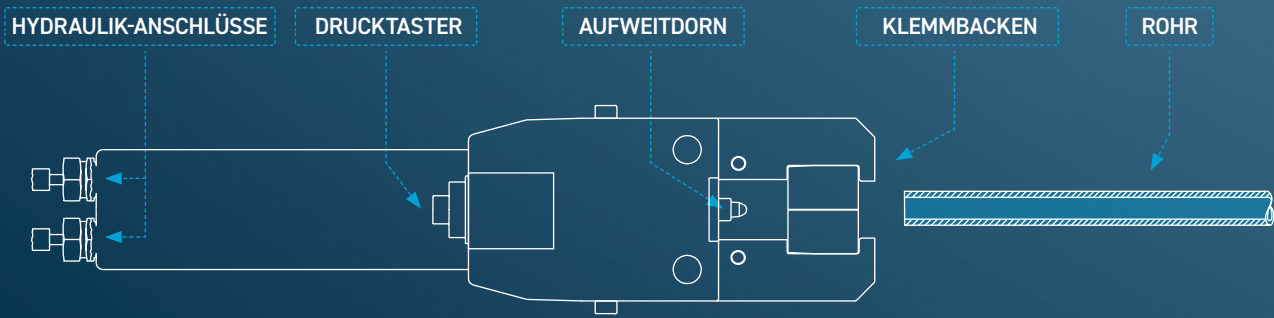 HYDRAULIK-ANSCHLÜSSE
DRUCKTASTER
AUFWEITDORN
KLEMMBACKEN
ROHR